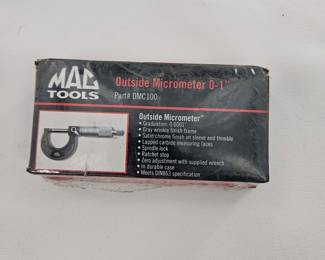 MAC
TOOLS
Outside Micrometer 0-1"
Part# DMC100
Outside Micrometer
• Graduation: 0.0001"
• Gray wrinkle finish frame
• Satin chrome finish on sleeve and thimble
• Lapped carbide measuring faces
• Spindle lock
• Ratchet stop
• Zero adjustment with supplied wrench
• In durable case
• Meets DIN863 specification